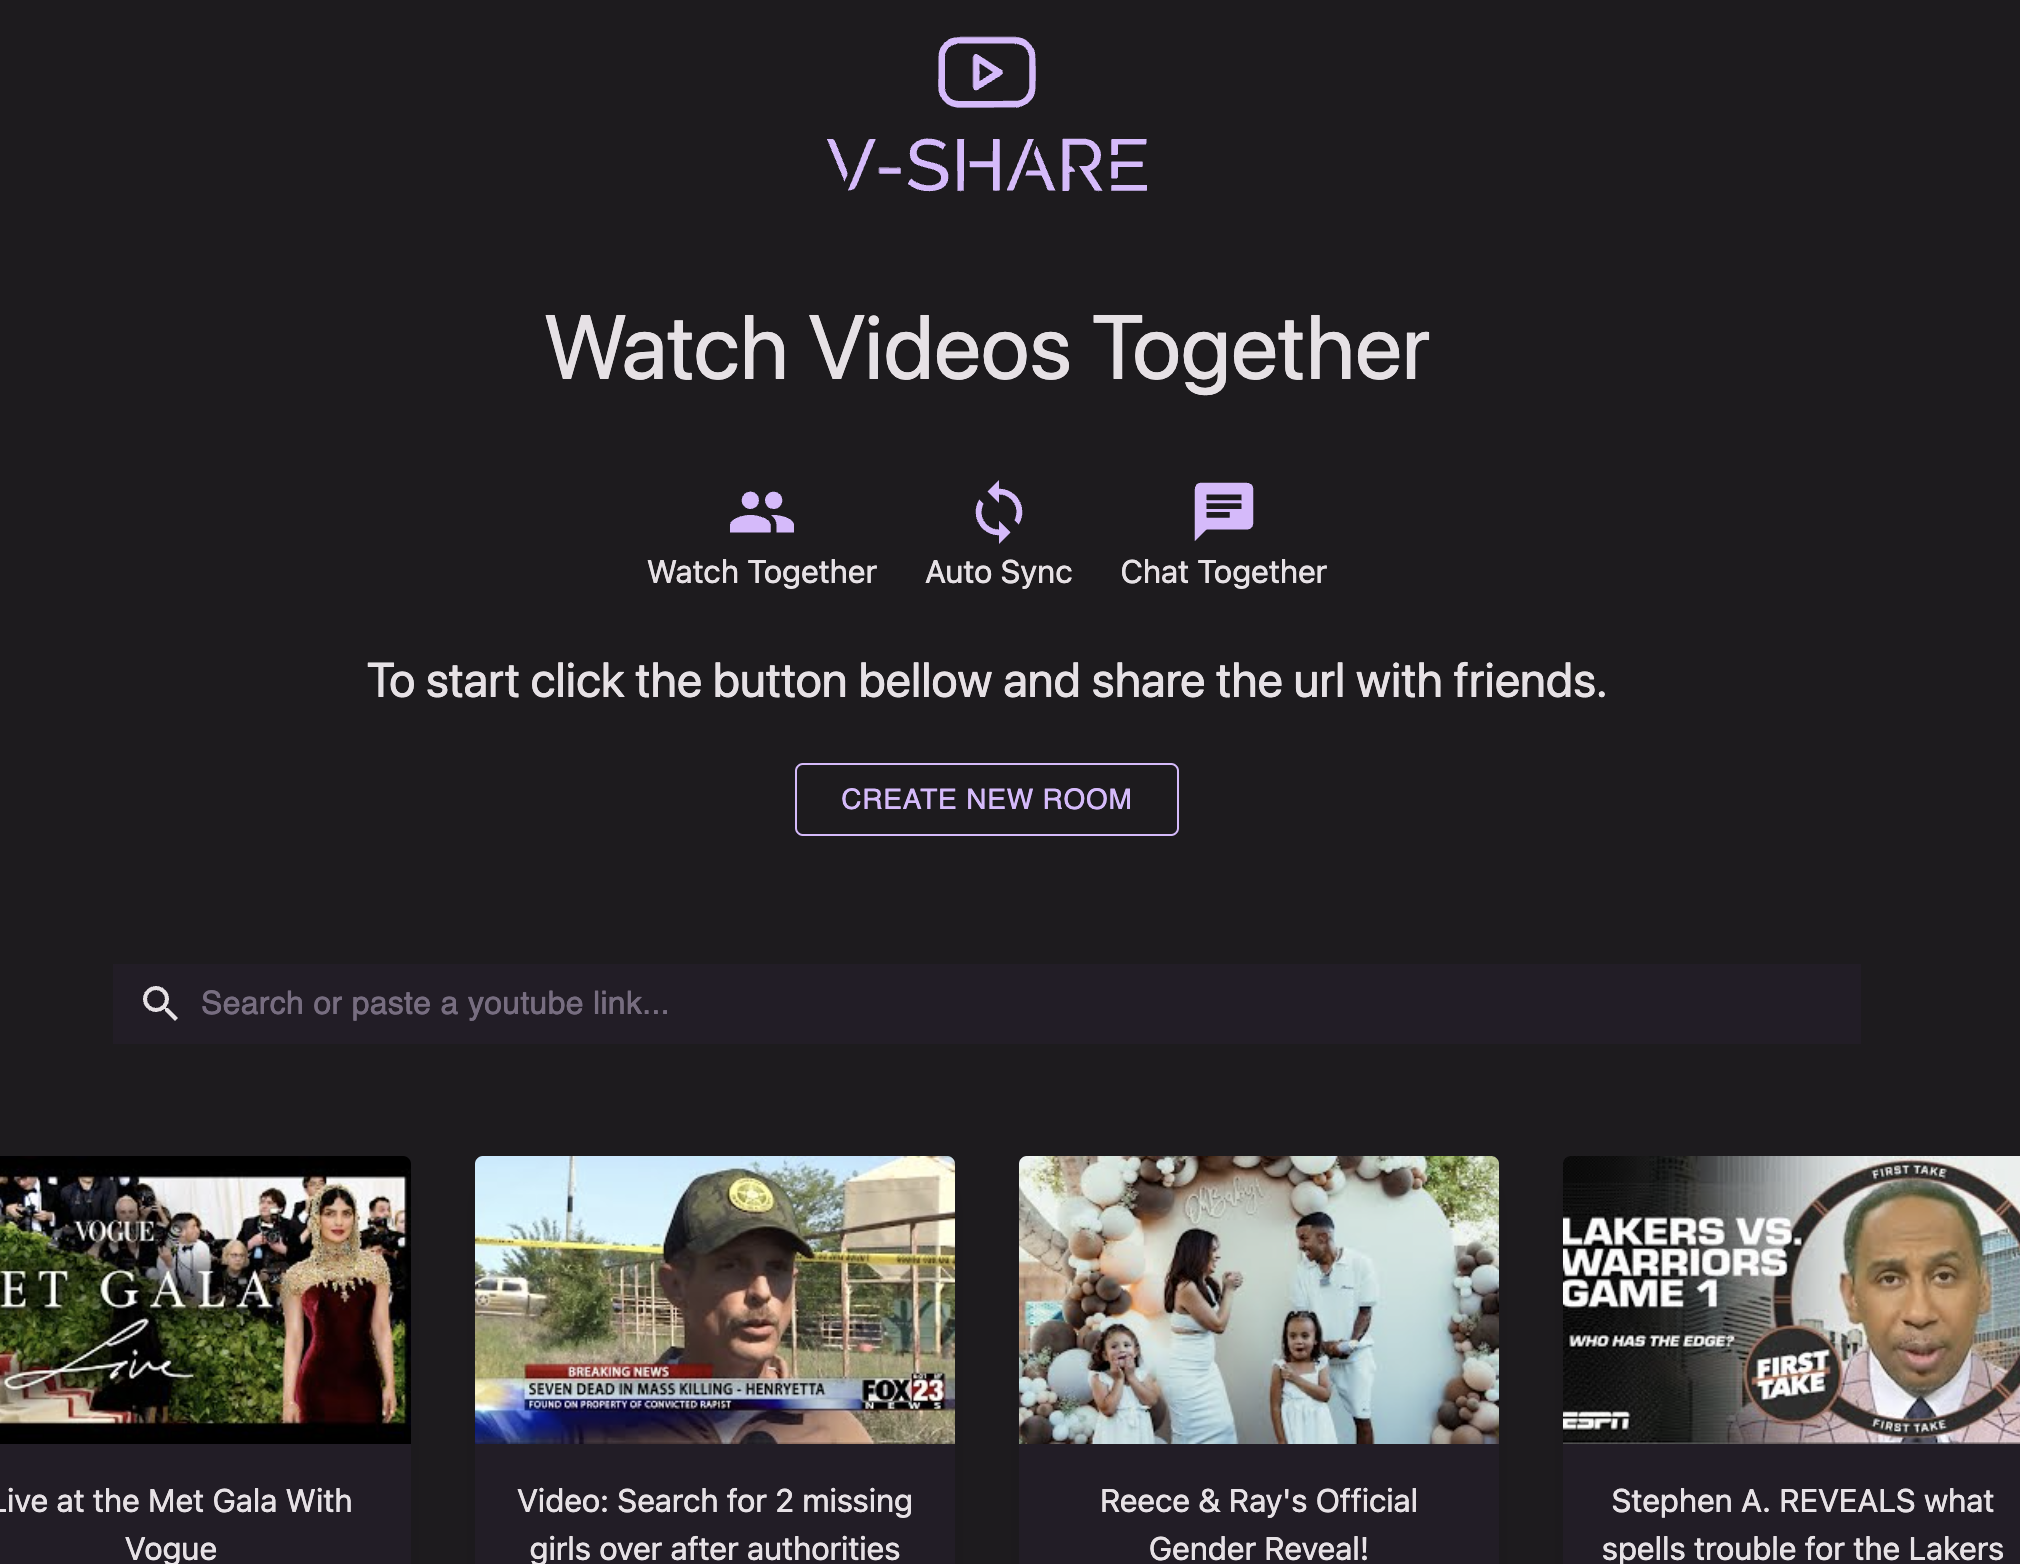 V-SHARE
Watch Videos Together
Watch Together
Auto Sync
Chat Together
To start click the button bellow and share the url with friends.
CREATE NEW ROOM
Search or paste a youtube link...
VOGUE
ET GALA
Live
Live at the Met Gala With
Vogue
BREAKING NEWS
SEVEN DEAD IN MASS KILLING - HENRYETTA
FOUND ON PROPERTY OF CONVICTED RAPIST
FOX23
NEWS
Video: Search for 2 missing
girls over after authorities
Oh Baby!
Reece & Ray's Official
Gender Reveal!
FIRST TAKE
LAKERS VS.
WARRIORS
GAME 1
WHO HAS THE EDGE?
FIRST
TAKE
ESPN
FIRST TAKE
Stephen A. REVEALS what
spells trouble for the Lakers